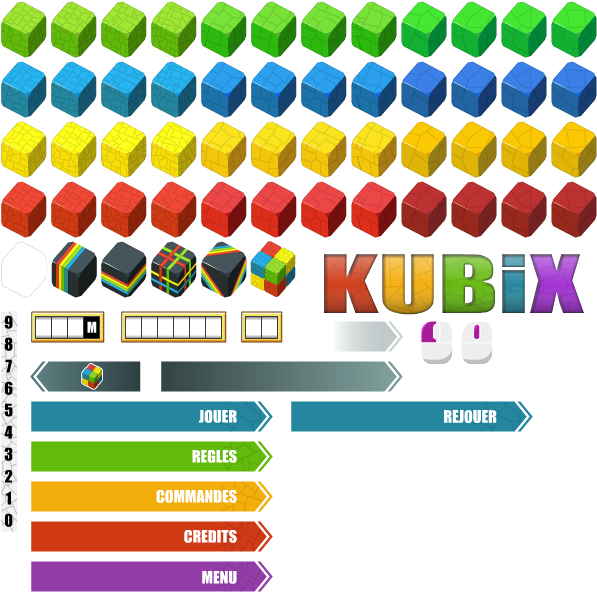 KUBiX
M
9
8
7
6
5
4
3
2
1
0
JOUER
REJOUER
REGLES
COMMANDES
CREDITS
MENU